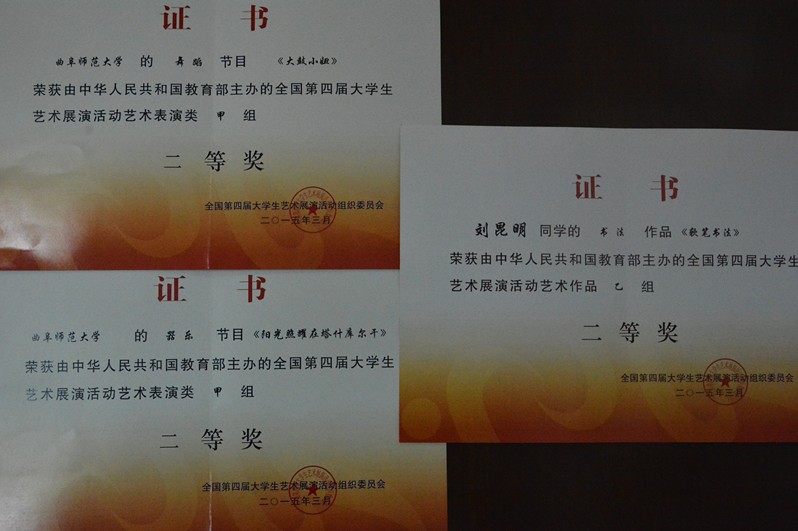 证 书
曲阜师范大学 的 舞蹈 节目 《大鼓小妞》
荣获由中华人民共和国教育部主办的全国第四届大学生
艺术展演活动艺术表演类 甲 组
二 等 奖
全国第四届大学生艺术展演活动组织委员会
二〇一五年三月
证 书
曲阜师范大学 的 器乐 节目《阳光照耀在塔什库尔干》
荣获由中华人民共和国教育部主办的全国第四届大学生
艺术展演活动艺术表演类 甲 组
二 等 奖
全国第四届大学生艺术展演活动组织委员会
二〇一五年三月
证 书
刘昆明 同学的 书法 作品《软笔书法》
荣获由中华人民共和国教育部主办的全国第四届大学生
艺术展演活动艺术作品 乙 组
二 等 奖
全国第四届大学生艺术展演活动组织委员会
二〇一五年三月